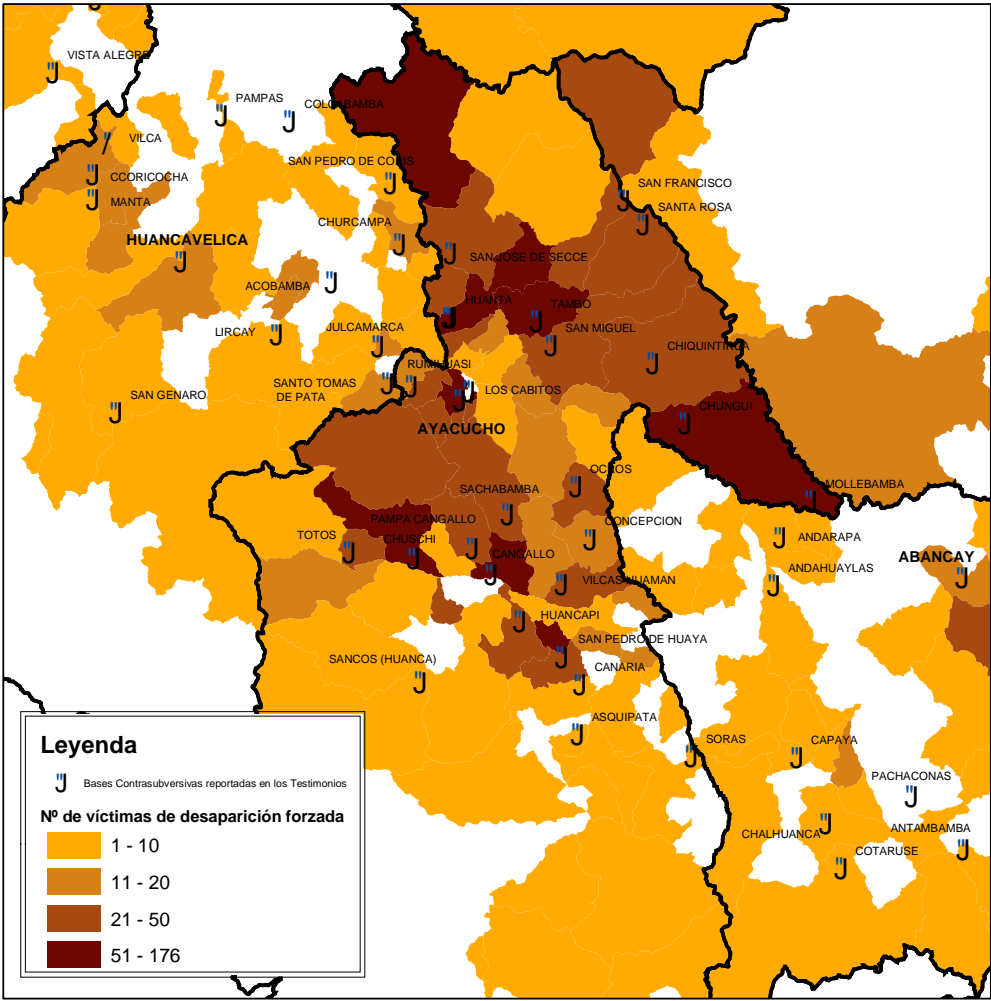 VISTA ALEGRE
PAMPAS
COLCABAMBA
VILCA
SAN PEDRO DE CORIS
CCORICOCHA
SAN FRANCISCO
MANTA
SANTA ROSA
CHURCAMPA
HUANCAVELICA
SAN JOSE DE SECCE
ACOBAMBA
HUANTA
TAMBO
LIRCAY
JULCAMARCA
SAN MIGUEL
CHIQUINTIRCA
RUMIHUASI
SANTO TOMAS
DE PATA
LOS CABITOS
SAN GENARO
CHUNGUI
AYACUCHO
OCROS
MOLLEBAMBA
SACHABAMBA
PAMPA CANGALLO
CONCEPCION
TOTOS
CHUSCHI
ANDARAPA
CANGALLO
ABANCAY
ANDAHUAYLAS
VILCAS HUAMAN
HUANCAPI
SAN PEDRO DE HUAYA
SANCOS (HUANCA)
CANARIA
ASQUIPATA
SORAS
CAPAYA
PACHACONAS
CHALHUANCA
ANTAMBAMBA
COTARUSE
Leyenda
Bases Contrasubversivas reportadas en los Testimonios
Nº de víctimas de desaparición forzada
1 - 10
11 - 20
21 - 50
51 - 176